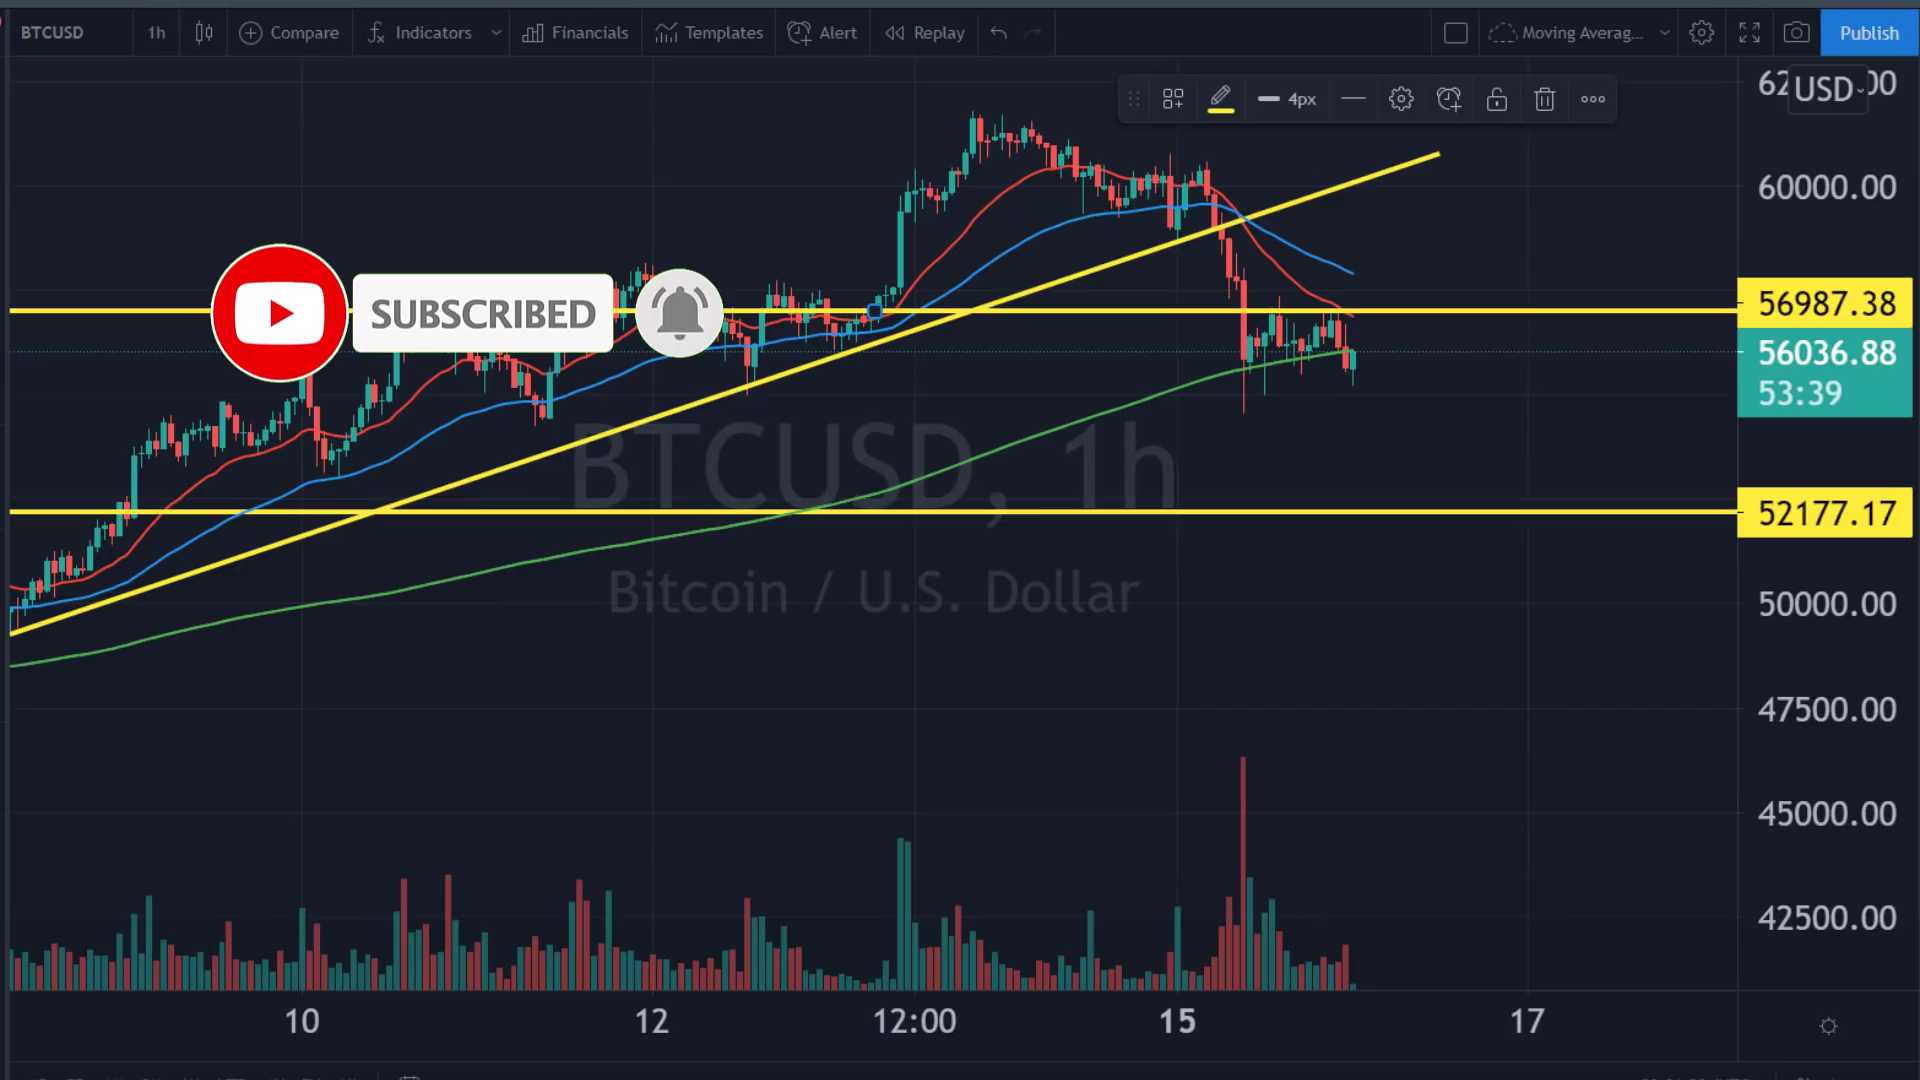 BTCUSD 1h Compare Indicators Financials Templates Alert Replay Moving Averag... Publish
4px
USD
60000.00
SUBSCRIBED
56987.38
56036.88
53:39
BTCUSD, 1h
52177.17
Bitcoin / U.S. Dollar
50000.00
47500.00
45000.00
42500.00
10 12 12:00 15 17